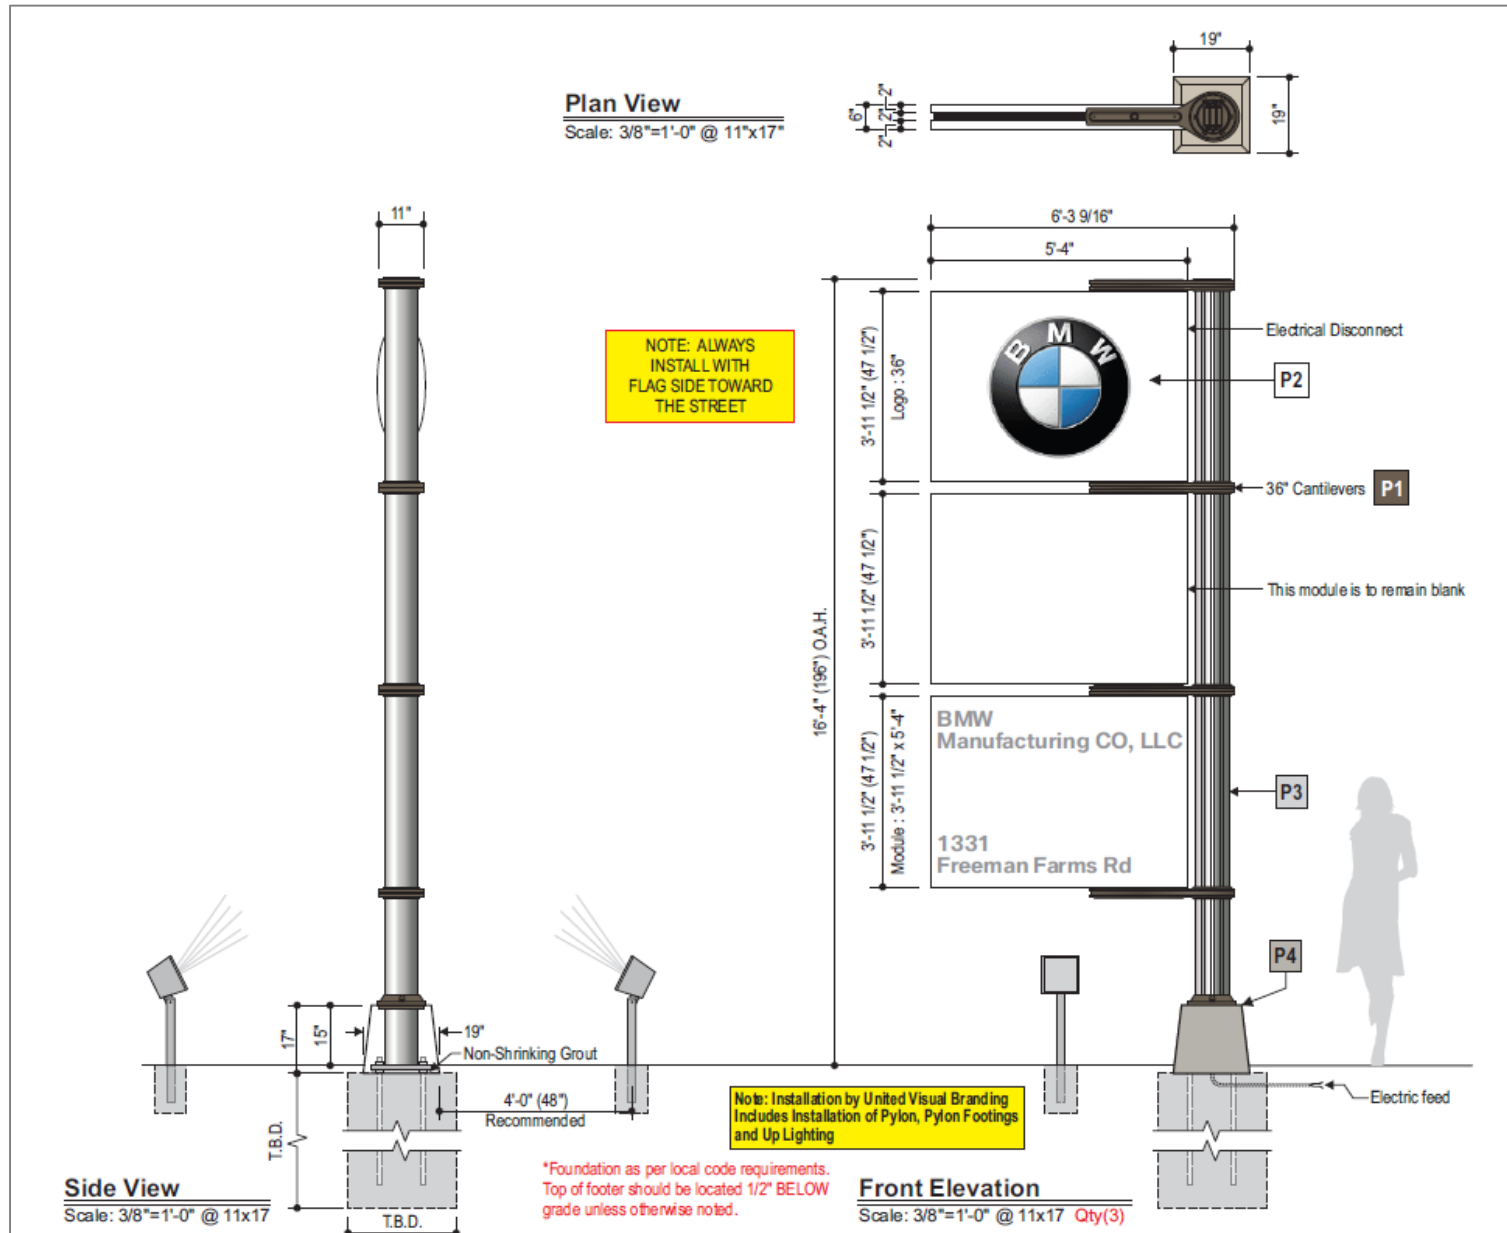 19"
Plan View
Scale: 3/8"=1'-0" @ 11"x17"
6"
2"
2"
2"
19"
11"
6'-3 9/16"
5'-4"
NOTE: ALWAYS
INSTALL WITH
FLAG SIDE TOWARD
THE STREET
3'-11 1/2" (47 1/2")
Logo : 36"
BMW
Electrical Disconnect
P2
36" Cantilevers
P1
3'-11 1/2" (47 1/2")
This module is to remain blank
16'-4" (196") O.A.H.
3'-11 1/2" (47 1/2")
Module : 3'-11 1/2" x 5'-4"
BMW
Manufacturing CO, LLC
1331
Freeman Farms Rd
P3
P4
17"
15"
19"
Non-Shrinking Grout
4'-0" (48")
Recommended
Electric feed
Note: Installation by United Visual Branding
Includes Installation of Pylon, Pylon Footings
and Up Lighting
T.B.D.
*Foundation as per local code requirements.
Top of footer should be located 1/2" BELOW
grade unless otherwise noted.
Side View
Scale: 3/8"=1'-0" @ 11x17
T.B.D.
Front Elevation
Scale: 3/8"=1'-0" @ 11x17 Qty(3)